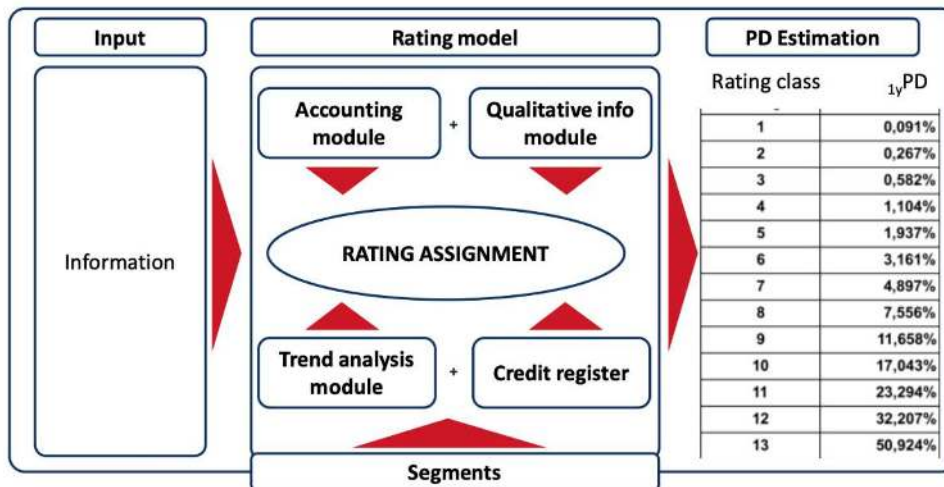 Input
Rating model
PD Estimation
Information
Accounting
module
+
Qualitative info
module
RATING ASSIGNMENT
Trend analysis
module
+
Credit register
Segments
Rating class 1yPD
1 0,091%
2 0,267%
3 0,582%
4 1,104%
5 1,937%
6 3,161%
7 4,897%
8 7,556%
9 11,658%
10 17,043%
11 23,294%
12 32,207%
13 50,924%